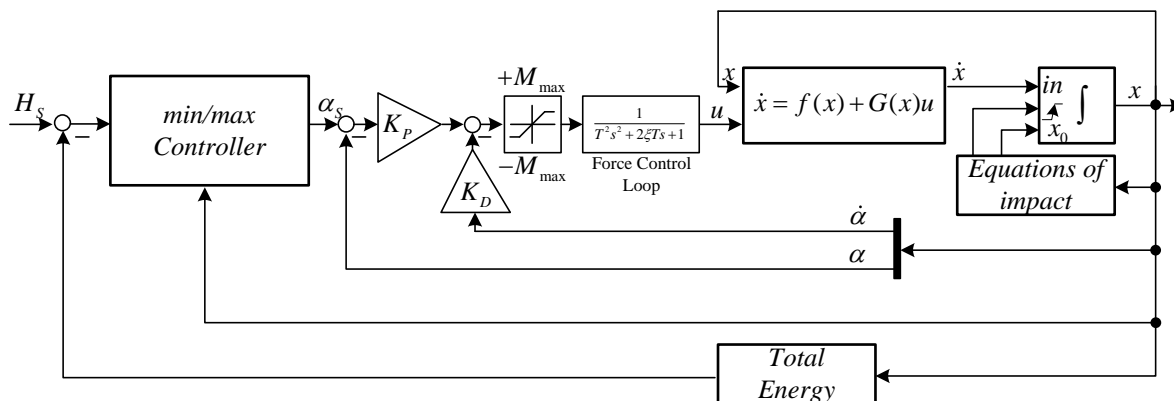 H_S
−
min/max
Controller
α_S
−
K_P
−
+M_max
−M_max
K_D
1
T²s²+2ξTs+1
Force Control
Loop
x
u
ẋ = f(x)+G(x)u
ẋ
in
∫
x_0
x
Equations of
impact
α̇
α
Total
Energy